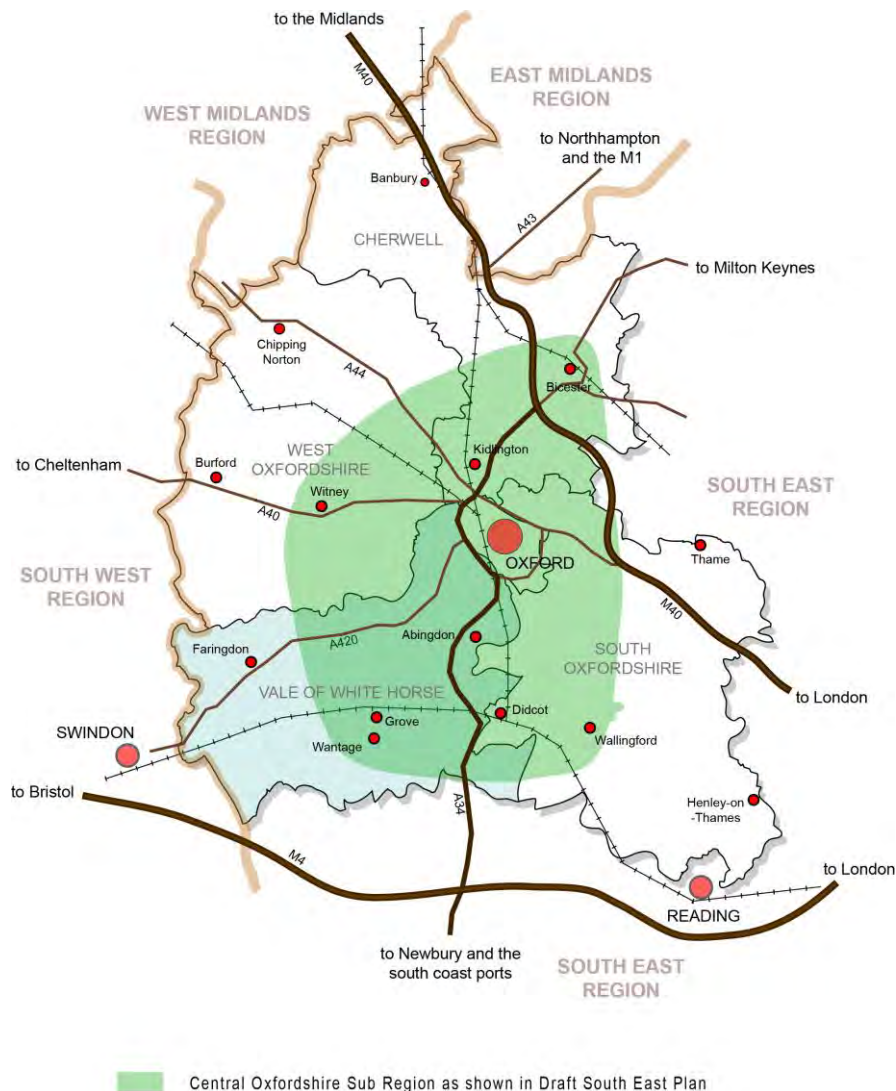 to the Midlands
M40
EAST MIDLANDS
REGION
WEST MIDLANDS
REGION
to Northhampton
and the M1
Banbury
A43
CHERWELL
to Milton Keynes
Chipping
Norton
A44
Bicester
to Cheltenham
Burford
WEST
OXFORDSHIRE
Kidlington
Witney
A40
SOUTH EAST
REGION
OXFORD
Thame
SOUTH WEST
REGION
M40
Faringdon
A420
Abingdon
SOUTH
OXFORDSHIRE
VALE OF WHITE HORSE
to London
SWINDON
Grove
Didcot
Wantage
Wallingford
to Bristol
A34
Henley-on
-Thames
M4
to London
READING
to Newbury and the
south coast ports
SOUTH EAST
REGION
Central Oxfordshire Sub Region as shown in Draft South East Plan